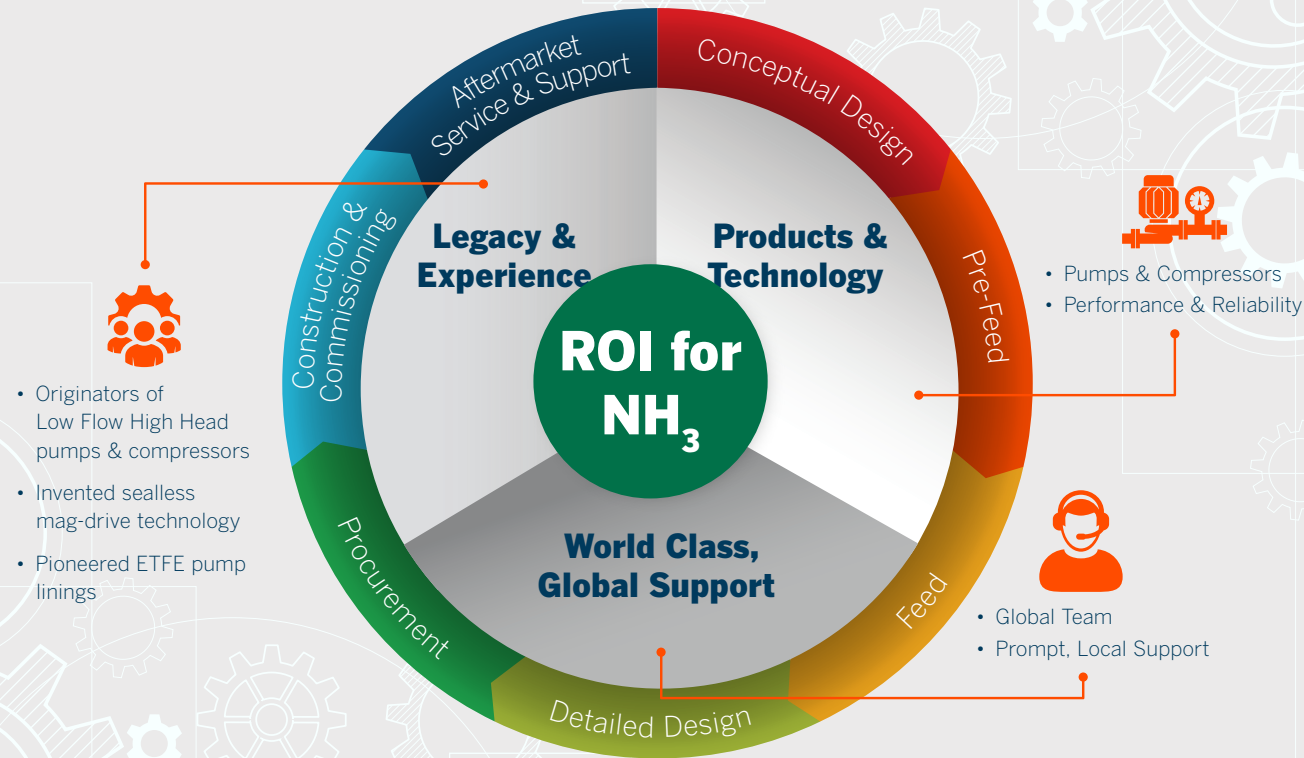 Aftermarket
Service & Support
Conceptual Design
Pre-Feed
Feed
Detailed Design
Procurement
Construction &
Commissioning
Legacy &
Experience
Products &
Technology
World Class,
Global Support
ROI for
NH₃
• Originators of
Low Flow High Head
pumps & compressors
• Invented sealless
mag-drive technology
• Pioneered ETFE pump
linings
• Pumps & Compressors
• Performance & Reliability
• Global Team
• Prompt, Local Support